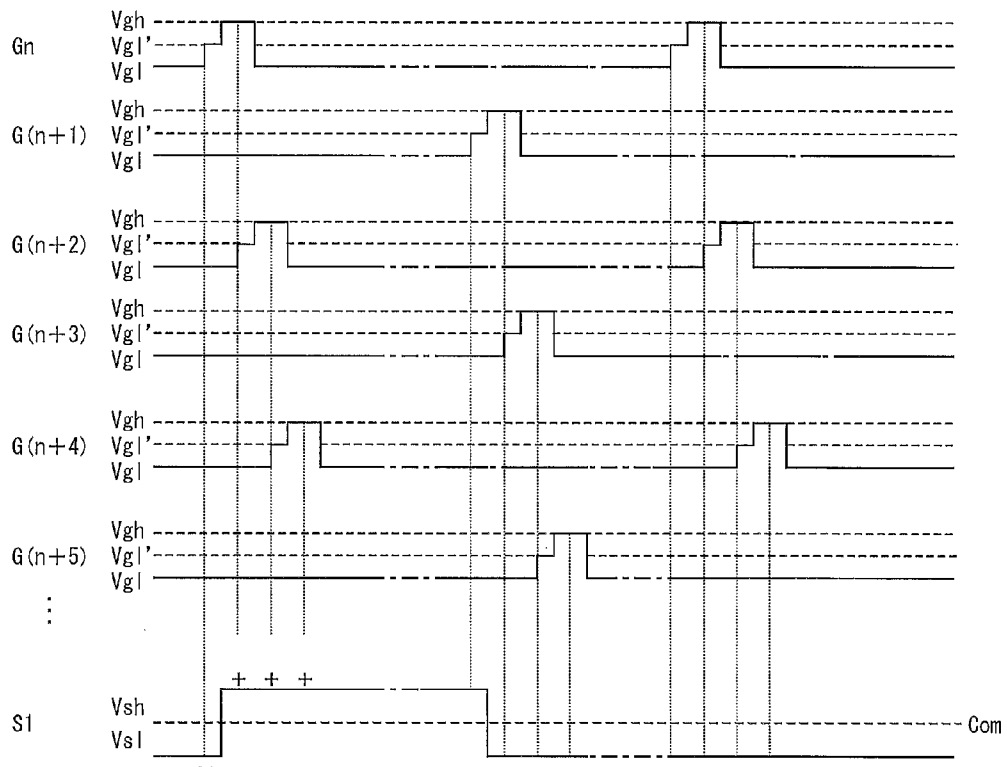 Gn
Vgh
Vgl'
Vgl
G(n+1)
Vgh
Vgl'
Vgl
G(n+2)
Vgh
Vgl'
Vgl
G(n+3)
Vgh
Vgl'
Vgl
G(n+4)
Vgh
Vgl'
Vgl
G(n+5)
Vgh
Vgl'
Vgl
⋮
+ + +
S1
Vsh
Vsl
Com